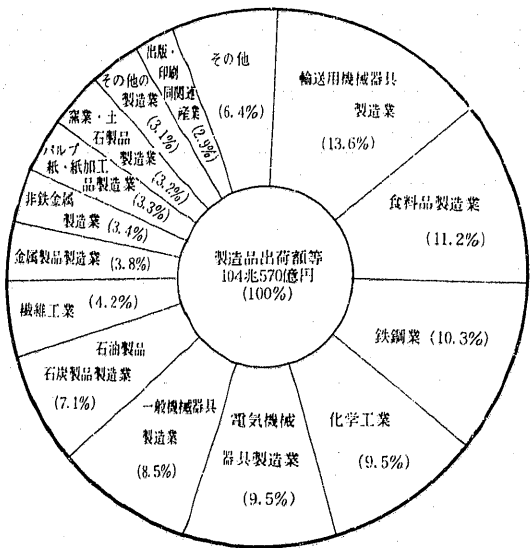 製造品出荷額等
104兆570億円
(100%)
輸送用機械器具
製造業
(13.6%)
食料品製造業
(11.2%)
鉄鋼業 (10.3%)
化学工業
(9.5%)
電気機械
器具製造業
(9.5%)
一般機械器具
製造業
(8.5%)
石油製品
石炭製品製造業
(7.1%)
繊維工業 (4.2%)
金属製品製造業 (3.8%)
非鉄金属
製造業 (3.4%)
パルプ
紙・紙加工
品製造業 (3.3%)
窯業・土
石製品
製造業
その他の
製造業
(3.1%)
出版・
印刷
同関連
産業
(2.9%)
その他
(6.4%)